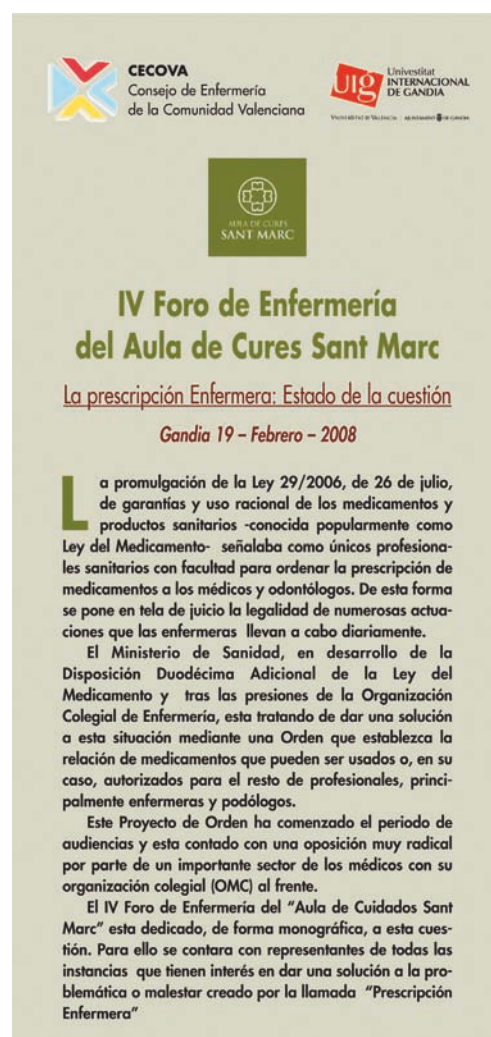 CECOVA
Consejo de Enfermería
de la Comunidad Valenciana
UIG
Univestitat
INTERNACIONAL
DE GANDIA
VNIVERSITAT D VALENCIA | AJUNTAMENT DE GANDIA
AULA DE CURES
SANT MARC
IV Foro de Enfermería
del Aula de Cures Sant Marc
La prescripción Enfermera: Estado de la cuestión
Gandia 19 – Febrero – 2008
La promulgación de la Ley 29/2006, de 26 de julio,
de garantías y uso racional de los medicamentos y
productos sanitarios -conocida popularmente como
Ley del Medicamento- señalaba como únicos profesiona-
les sanitarios con facultad para ordenar la prescripción de
medicamentos a los médicos y odontólogos. De esta forma
se pone en tela de juicio la legalidad de numerosas actua-
ciones que las enfermeras llevan a cabo diariamente.
El Ministerio de Sanidad, en desarrollo de la
Disposición Duodécima Adicional de la Ley del
Medicamento y tras las presiones de la Organización
Colegial de Enfermería, esta tratando de dar una solución
a esta situación mediante una Orden que establezca la
relación de medicamentos que pueden ser usados o, en su
caso, autorizados para el resto de profesionales, princi-
palmente enfermeras y podólogos.
Este Proyecto de Orden ha comenzado el periodo de
audiencias y esta contado con una oposición muy radical
por parte de un importante sector de los médicos con su
organización colegial (OMC) al frente.
El IV Foro de Enfermería del “Aula de Cuidados Sant
Marc” esta dedicado, de forma monográfica, a esta cues-
tión. Para ello se contara con representantes de todas las
instancias que tienen interés en dar una solución a la pro-
blemática o malestar creado por la llamada “Prescripción
Enfermera”